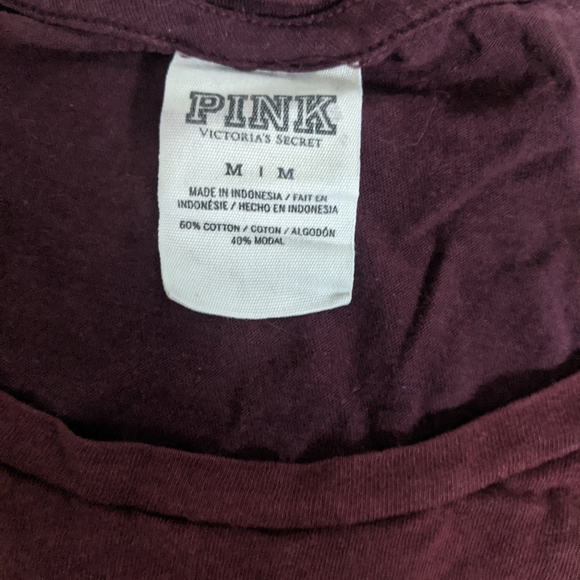 PINK
VICTORIA'S SECRET
M | M
MADE IN INDONESIA / FAIT EN
INDONÉSIE / HECHO EN INDONESIA
60% COTTON / COTON / ALGODÓN
40% MODAL